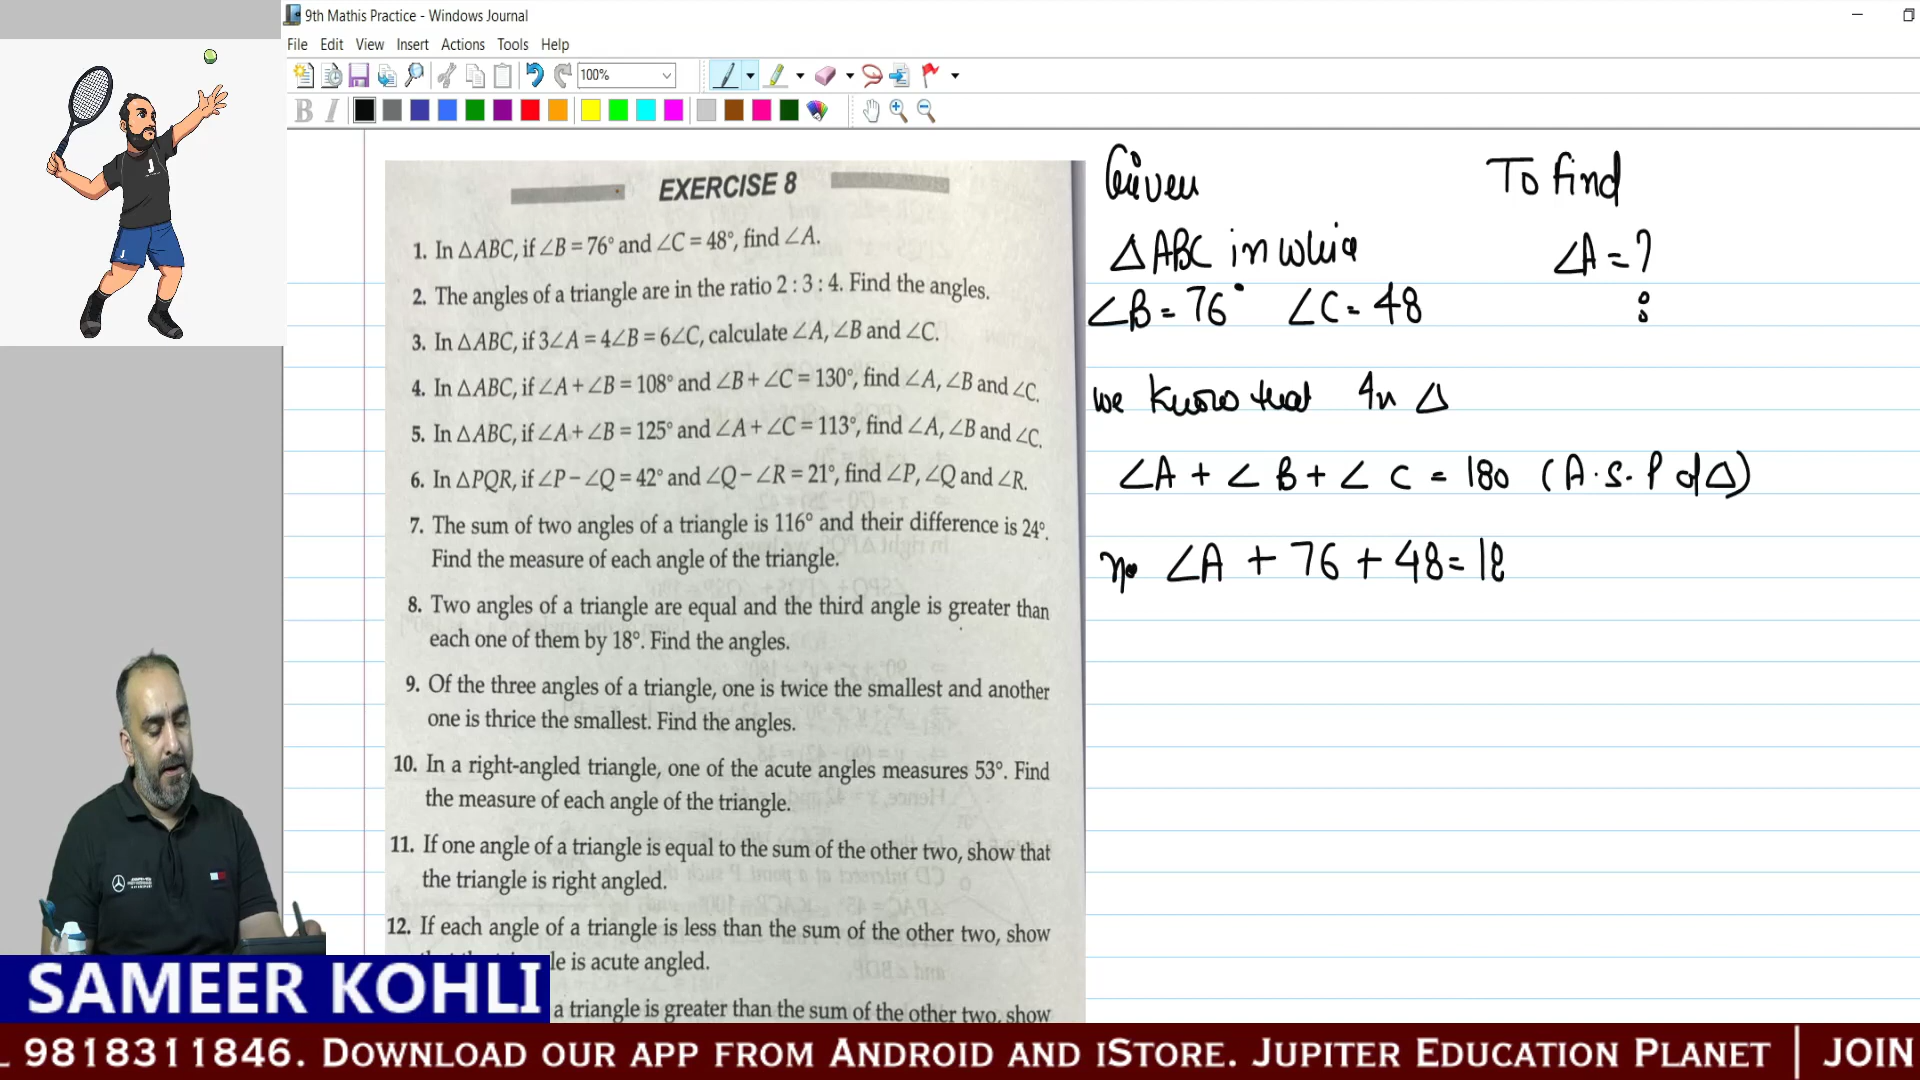 9th Mathis Practice - Windows Journal
File Edit View Insert Actions Tools Help
100%
B I
EXERCISE 8
1. In △ABC, if ∠B = 76° and ∠C = 48°, find ∠A.
2. The angles of a triangle are in the ratio 2 : 3 : 4. Find the angles.
3. In △ABC, if 3∠A = 4∠B = 6∠C, calculate ∠A, ∠B and ∠C.
4. In △ABC, if ∠A + ∠B = 108° and ∠B + ∠C = 130°, find ∠A, ∠B and ∠C.
5. In △ABC, if ∠A + ∠B = 125° and ∠A + ∠C = 113°, find ∠A, ∠B and ∠C.
6. In △PQR, if ∠P − ∠Q = 42° and ∠Q − ∠R = 21°, find ∠P, ∠Q and ∠R.
7. The sum of two angles of a triangle is 116° and their difference is 24°.
Find the measure of each angle of the triangle.
8. Two angles of a triangle are equal and the third angle is greater than
each one of them by 18°. Find the angles.
9. Of the three angles of a triangle, one is twice the smallest and another
one is thrice the smallest. Find the angles.
10. In a right-angled triangle, one of the acute angles measures 53°. Find
the measure of each angle of the triangle.
11. If one angle of a triangle is equal to the sum of the other two, show that
the triangle is right angled.
12. If each angle of a triangle is less than the sum of the other two, show
le is acute angled.
a triangle is greater than the sum of the other two, show
Given To find
△ABC in whic ∠A = ?
∠B = 76° ∠C = 48
we know that In △
∠A + ∠B + ∠C = 180 (A.S.P of △)
∠A + 76 + 48 = 18
SAMEER KOHLI
9818311846. DOWNLOAD OUR APP FROM ANDROID AND ISTORE. JUPITER EDUCATION PLANET | JOIN